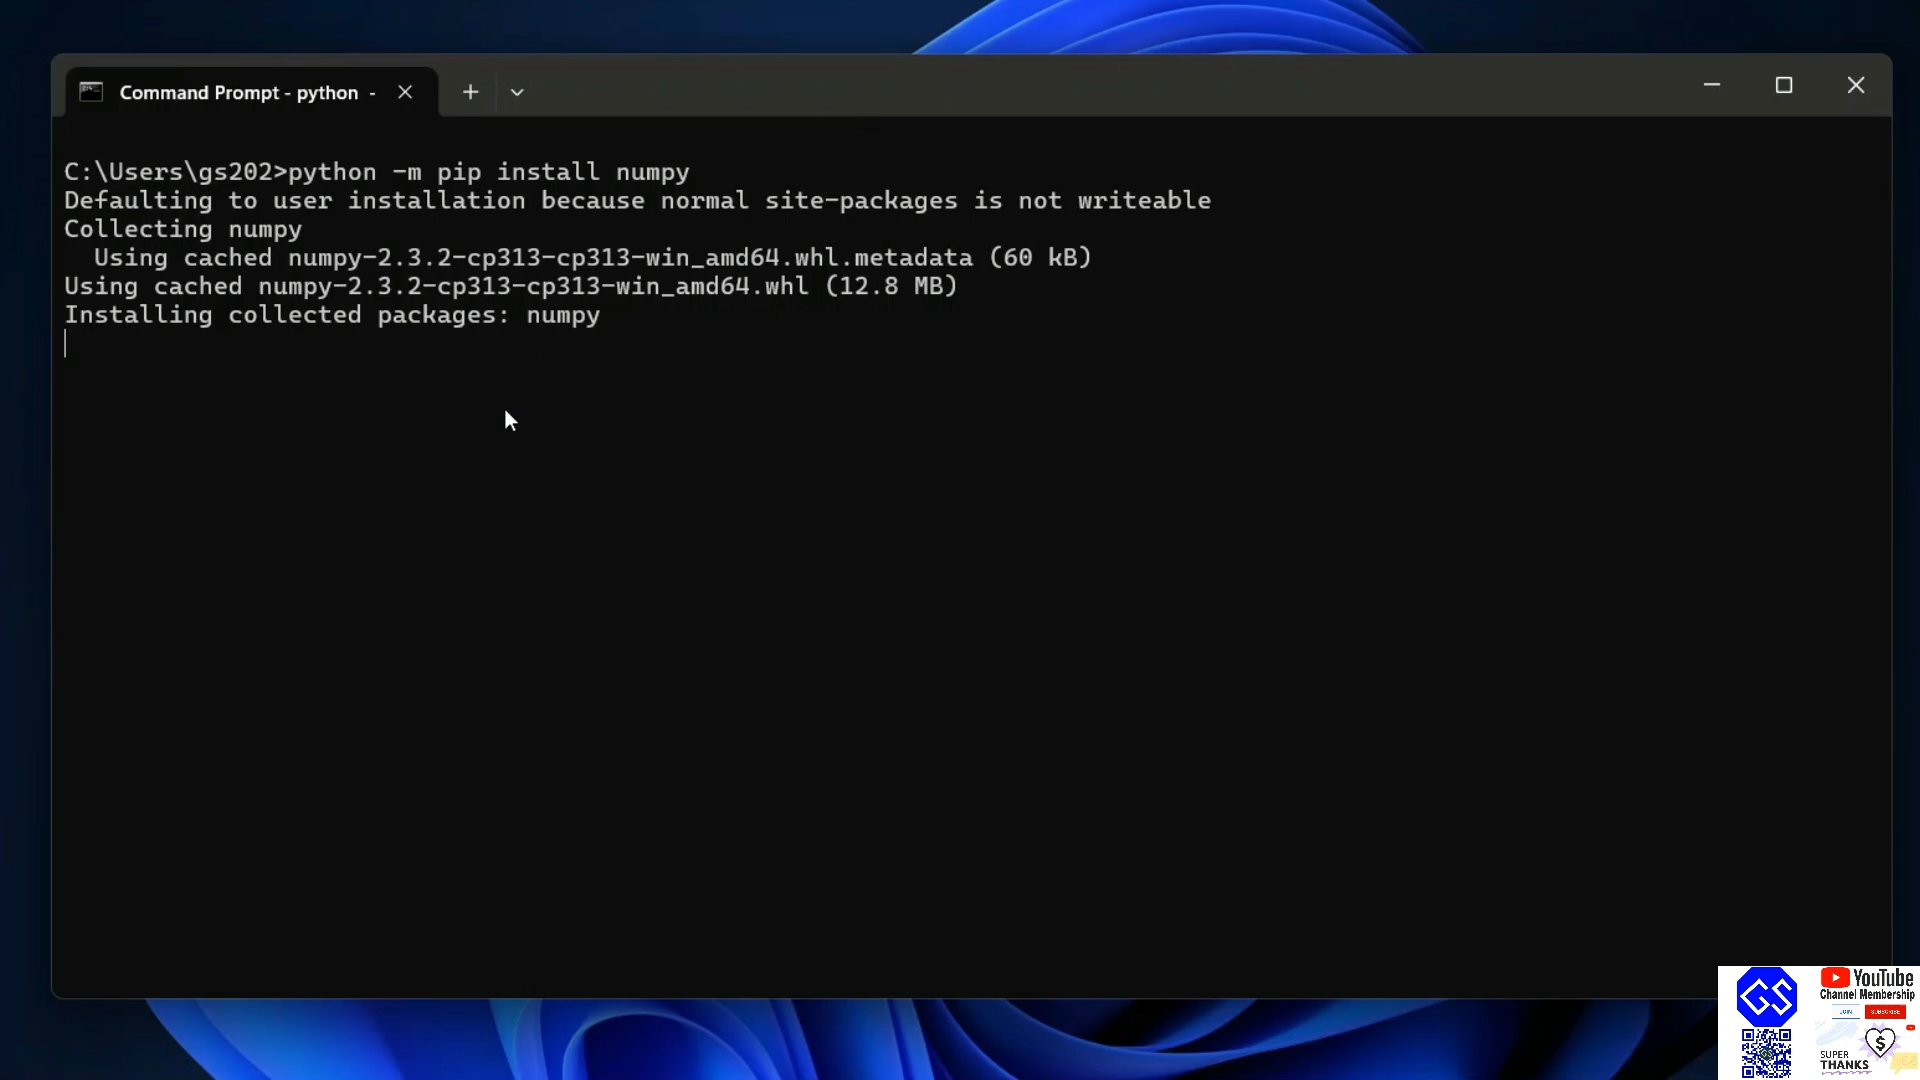 Command Prompt - python -
C:\Users\gs202>python -m pip install numpy
Defaulting to user installation because normal site-packages is not writeable
Collecting numpy
  Using cached numpy-2.3.2-cp313-cp313-win_amd64.whl.metadata (60 kB)
Using cached numpy-2.3.2-cp313-cp313-win_amd64.whl (12.8 MB)
Installing collected packages: numpy
GS
YouTube
Channel Membership
JOIN
SUBSCRIBE
SUPER
THANKS
$